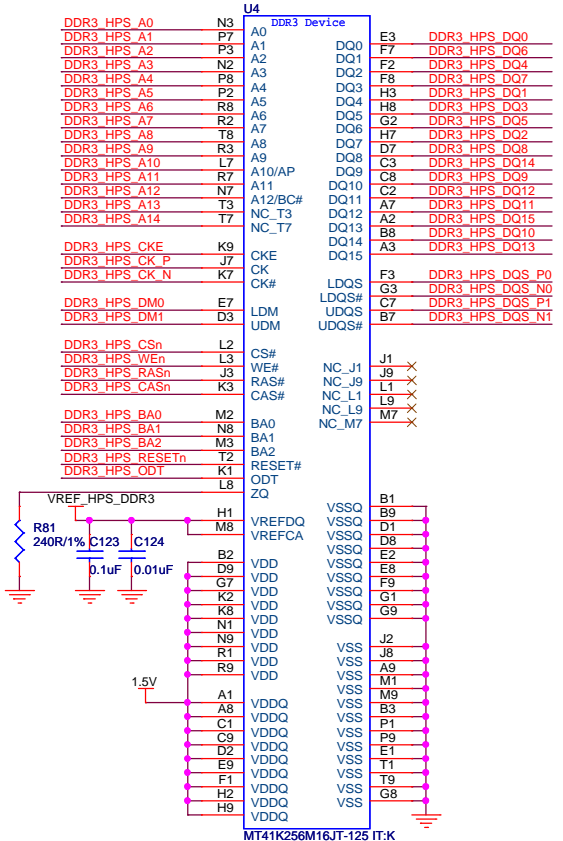 U4
DDR3 Device
DDR3_HPS_A0 N3 A0
DDR3_HPS_A1 P7 A1
DDR3_HPS_A2 P3 A2
DDR3_HPS_A3 N2 A3
DDR3_HPS_A4 P8 A4
DDR3_HPS_A5 P2 A5
DDR3_HPS_A6 R8 A6
DDR3_HPS_A7 R2 A7
DDR3_HPS_A8 T8 A8
DDR3_HPS_A9 R3 A9
DDR3_HPS_A10 L7 A10/AP
DDR3_HPS_A11 R7 A11
DDR3_HPS_A12 N7 A12/BC#
DDR3_HPS_A13 T3 NC_T3
DDR3_HPS_A14 T7 NC_T7
DDR3_HPS_CKE K9 CKE
DDR3_HPS_CK_P J7 CK
DDR3_HPS_CK_N K7 CK#
DDR3_HPS_DM0 E7 LDM
DDR3_HPS_DM1 D3 UDM
DDR3_HPS_CSn L2 CS#
DDR3_HPS_WEn L3 WE#
DDR3_HPS_RASn J3 RAS#
DDR3_HPS_CASn K3 CAS#
DDR3_HPS_BA0 M2 BA0
DDR3_HPS_BA1 N8 BA1
DDR3_HPS_BA2 M3 BA2
DDR3_HPS_RESETn T2 RESET#
DDR3_HPS_ODT K1 ODT
L8 ZQ
VREF_HPS_DDR3
H1 VREFDQ
M8 VREFCA
R81
240R/1%
C123
0.1uF
C124
0.01uF
B2 VDD
D9 VDD
G7 VDD
K2 VDD
K8 VDD
N1 VDD
N9 VDD
R1 VDD
R9 VDD
1.5V
A1 VDDQ
A8 VDDQ
C1 VDDQ
C9 VDDQ
D2 VDDQ
E9 VDDQ
F1 VDDQ
H2 VDDQ
H9 VDDQ
DQ0 E3 DDR3_HPS_DQ0
DQ1 F7 DDR3_HPS_DQ6
DQ2 F2 DDR3_HPS_DQ4
DQ3 F8 DDR3_HPS_DQ7
DQ4 H3 DDR3_HPS_DQ1
DQ5 H8 DDR3_HPS_DQ3
DQ6 G2 DDR3_HPS_DQ5
DQ7 H7 DDR3_HPS_DQ2
DQ8 D7 DDR3_HPS_DQ8
DQ9 C3 DDR3_HPS_DQ14
DQ10 C8 DDR3_HPS_DQ9
DQ11 C2 DDR3_HPS_DQ12
DQ12 A7 DDR3_HPS_DQ11
DQ13 A2 DDR3_HPS_DQ15
DQ14 B8 DDR3_HPS_DQ10
DQ15 A3 DDR3_HPS_DQ13
LDQS F3 DDR3_HPS_DQS_P0
LDQS# G3 DDR3_HPS_DQS_N0
UDQS C7 DDR3_HPS_DQS_P1
UDQS# B7 DDR3_HPS_DQS_N1
NC_J1 J1
NC_J9 J9
NC_L1 L1
NC_L9 L9
NC_M7 M7
VSSQ B1
VSSQ B9
VSSQ D1
VSSQ D8
VSSQ E2
VSSQ E8
VSSQ F9
VSSQ G1
VSSQ G9
VSS J2
VSS J8
VSS A9
VSS M1
VSS M9
VSS B3
VSS P1
VSS P9
VSS E1
VSS T1
VSS T9
VSS G8
MT41K256M16JT-125 IT:K